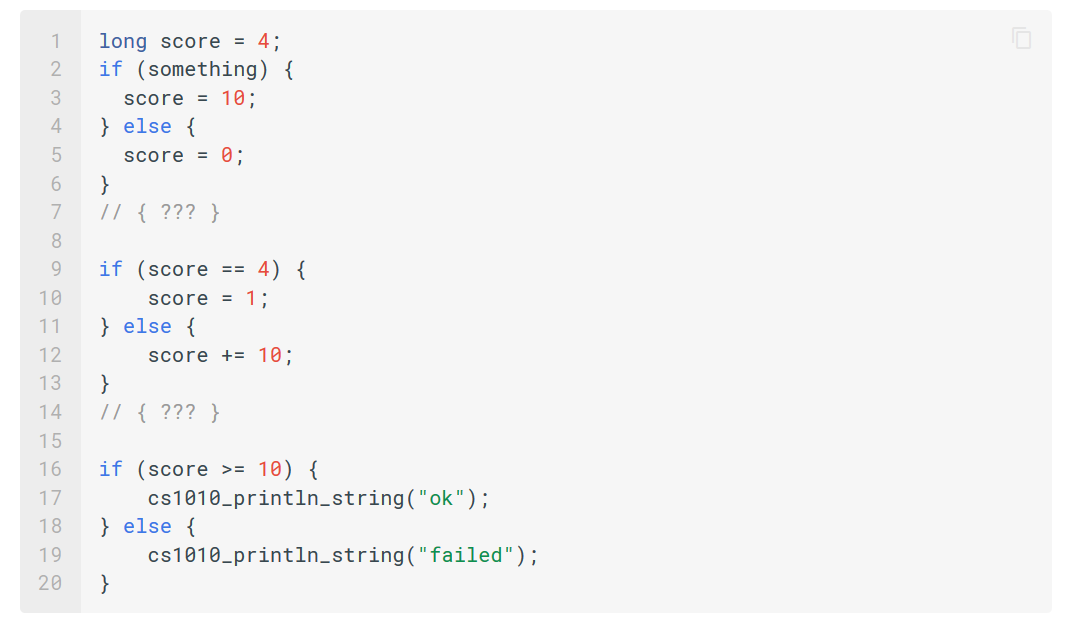 1 long score = 4;
2 if (something) {
3   score = 10;
4 } else {
5   score = 0;
6 }
7 // { ??? }
8
9 if (score == 4) {
10     score = 1;
11 } else {
12     score += 10;
13 }
14 // { ??? }
15
16 if (score >= 10) {
17     cs1010_println_string("ok");
18 } else {
19     cs1010_println_string("failed");
20 }